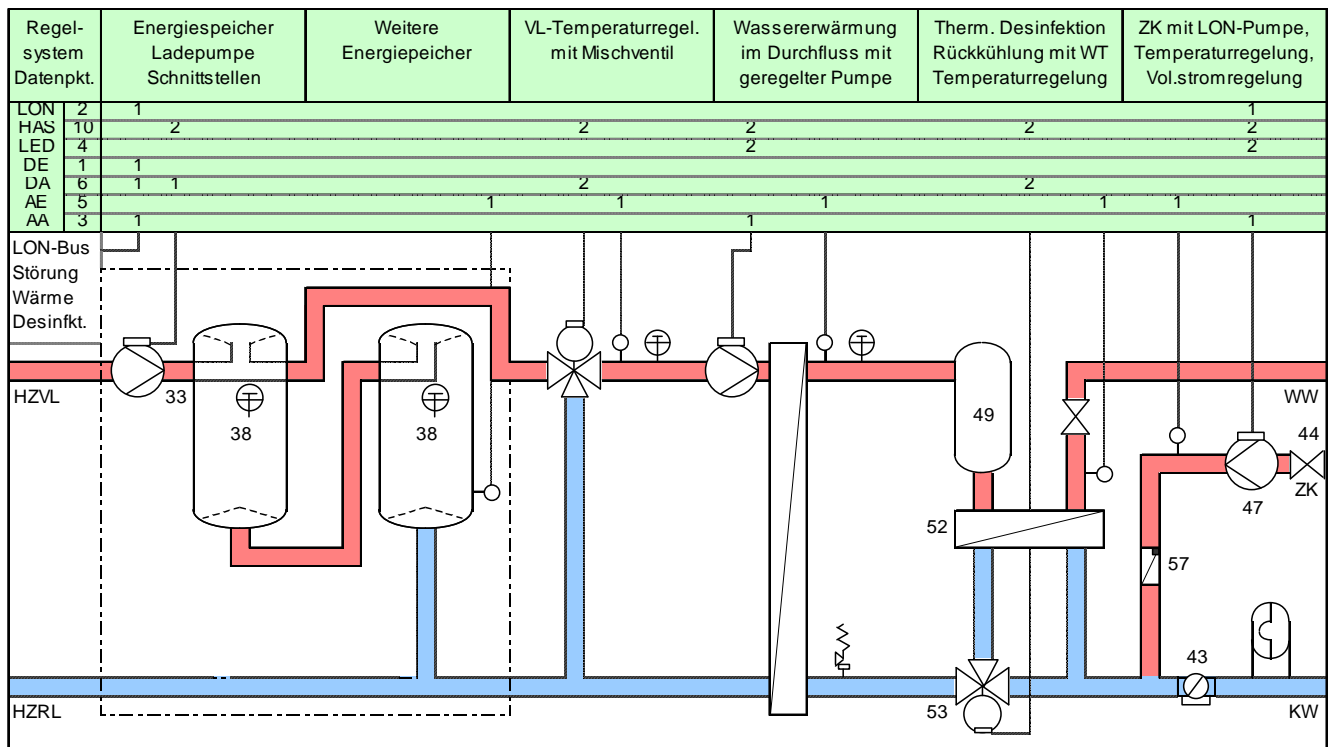 Regel-
system
Datenpkt.
Energiespeicher
Ladepumpe
Schnittstellen
Weitere
Energiepeicher
VL-Temperaturregel.
mit Mischventil
Wassererwärmung
im Durchfluss mit
geregelter Pumpe
Therm. Desinfektion
Rückkühlung mit WT
Temperaturregelung
ZK mit LON-Pumpe,
Temperaturregelung,
Vol.stromregelung
LON 2 1 1
HAS 10 2 2 2 2 2
LED 4 2 2
DE 1 1
DA 6 1 1 2 2
AE 5 1 1 1 1 1
AA 3 1 1 1
LON-Bus
Störung
Wärme
Desinfkt.
HZVL
33
38
38
49
WW
44
ZK
47
52
57
43
53
HZRL
KW